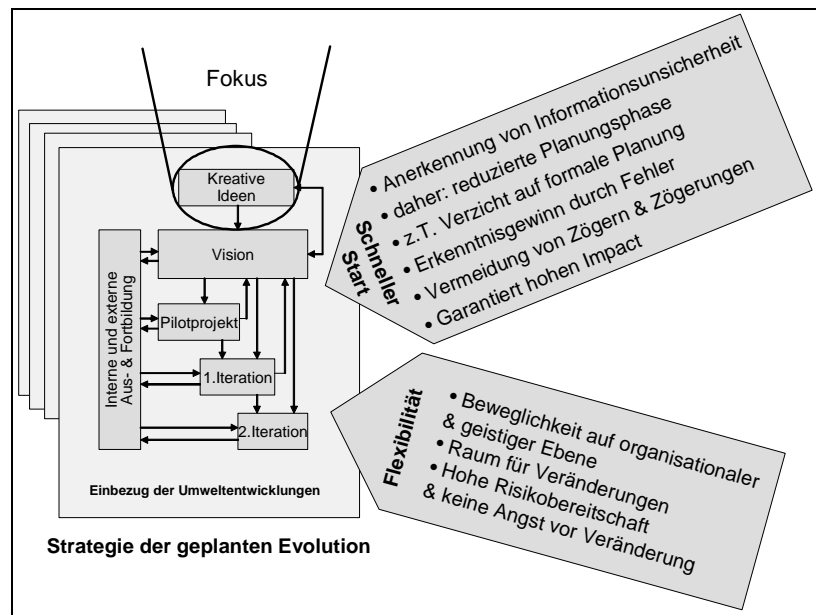 Fokus
Kreative
Ideen
Vision
Pilotprojekt
1.Iteration
2.Iteration
Interne und externe
Aus- & Fortbildung
Einbezug der Umweltentwicklungen
Strategie der geplanten Evolution
Schneller
Start
• Anerkennung von Informationsunsicherheit
• daher: reduzierte Planungsphase
• z.T. Verzicht auf formale Planung
• Erkenntnisgewinn durch Fehler
• Vermeidung von Zögern & Zögerungen
• Garantiert hohen Impact
Flexibilität
• Beweglichkeit auf organisationaler
& geistiger Ebene
• Raum für Veränderungen
• Hohe Risikobereitschaft
& keine Angst vor Veränderung